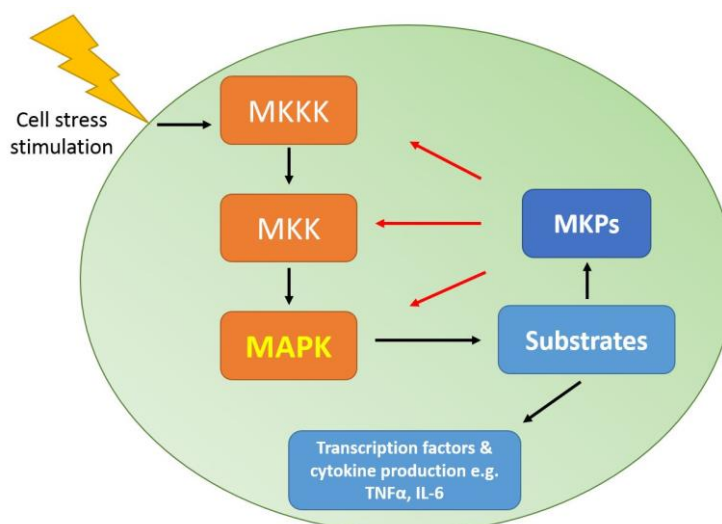 Cell stress
stimulation
MKKK
MKK
MKPs
MAPK
Substrates
Transcription factors &
cytokine production e.g.
TNFα, IL-6